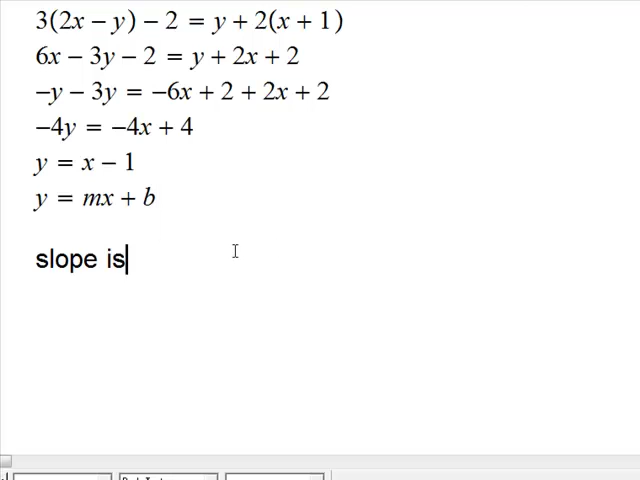 3(2x − y) − 2 = y + 2(x + 1)
6x − 3y − 2 = y + 2x + 2
−y − 3y = −6x + 2 + 2x + 2
−4y = −4x + 4
y = x − 1
y = mx + b
slope is